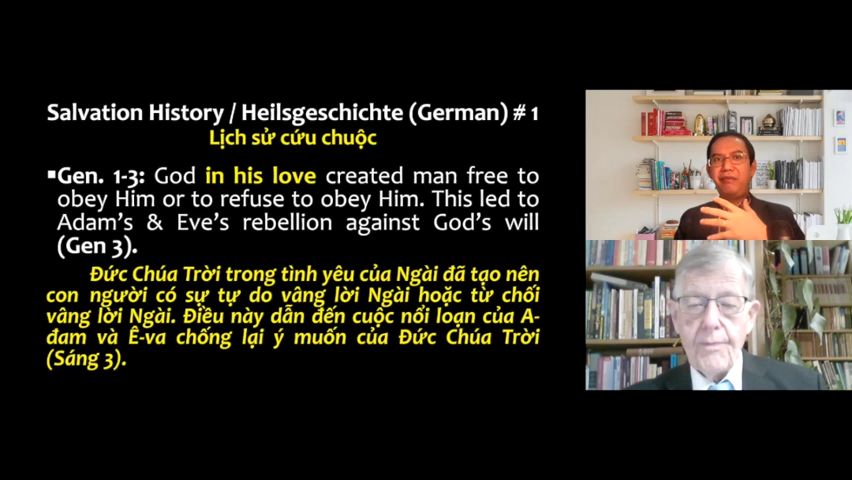 Salvation History / Heilsgeschichte (German) # 1
Lịch sử cứu chuộc
▪Gen. 1-3: God in his love created man free to
obey Him or to refuse to obey Him. This led to
Adam’s & Eve’s rebellion against God’s will
(Gen 3).
Đức Chúa Trời trong tình yêu của Ngài đã tạo nên
con người có sự tự do vâng lời Ngài hoặc từ chối
vâng lời Ngài. Điều này dẫn đến cuộc nổi loạn của A-
đam và Ê-va chống lại ý muốn của Đức Chúa Trời
(Sáng 3).